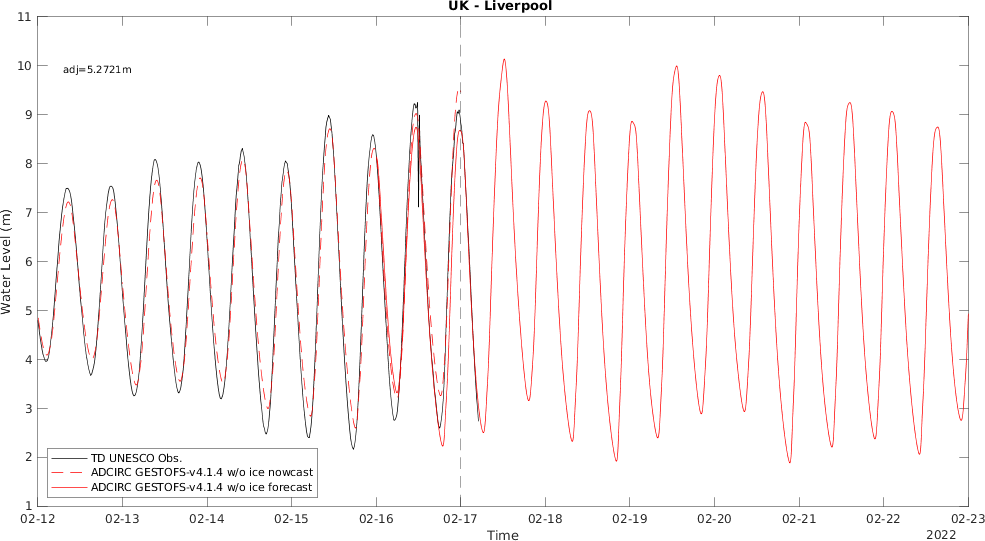 UK - Liverpool
11
10
9
8
7
6
5
4
3
2
1
Water Level (m)
adj=5.2721m
TD UNESCO Obs.
ADCIRC GESTOFS-v4.1.4 w/o ice nowcast
ADCIRC GESTOFS-v4.1.4 w/o ice forecast
02-12 02-13 02-14 02-15 02-16 02-17 02-18 02-19 02-20 02-21 02-22 02-23
Time
2022